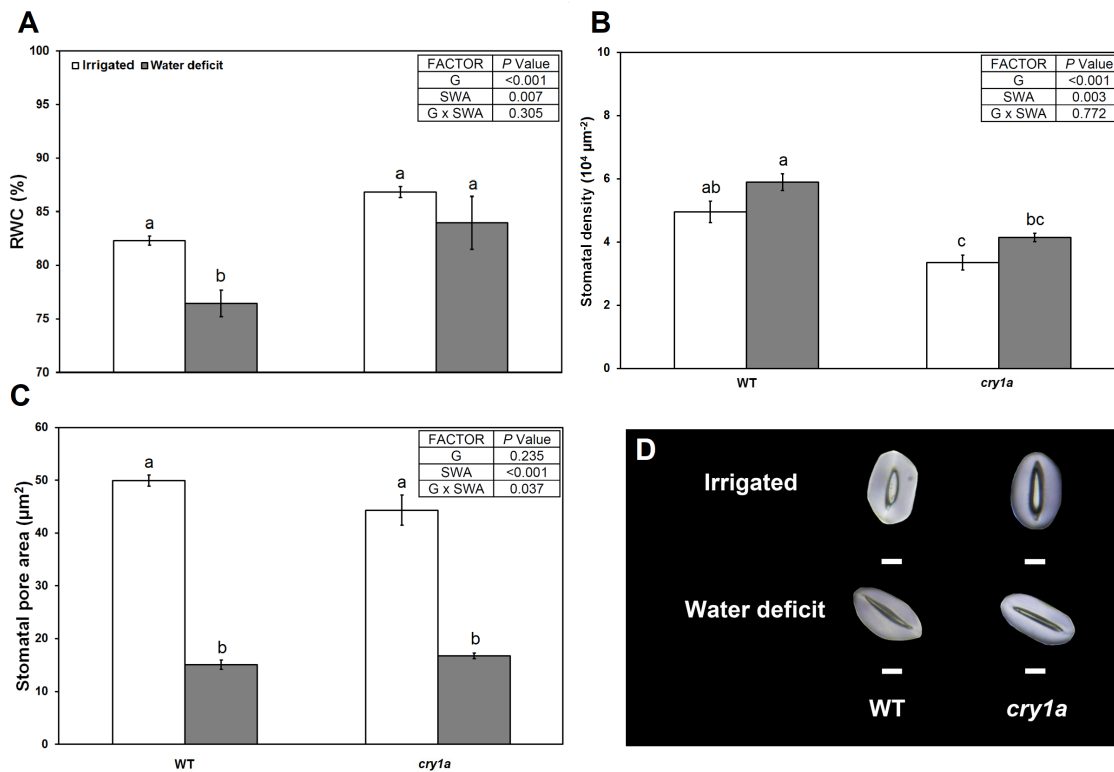 A
Irrigated Water deficit
FACTOR P Value
G <0.001
SWA 0.007
G x SWA 0.305
RWC (%)
100
95
90
85
80
75
70
a
b
a
a
B
FACTOR P Value
G <0.001
SWA 0.003
G x SWA 0.772
Stomatal density (10⁴ µm⁻²)
10
8
6
4
2
0
ab
a
c
bc
WT cry1a
C
FACTOR P Value
G 0.235
SWA <0.001
G x SWA 0.037
Stomatal pore area (µm²)
60
50
40
30
20
10
0
a
b
a
b
WT cry1a
D
Irrigated
Water deficit
WT cry1a